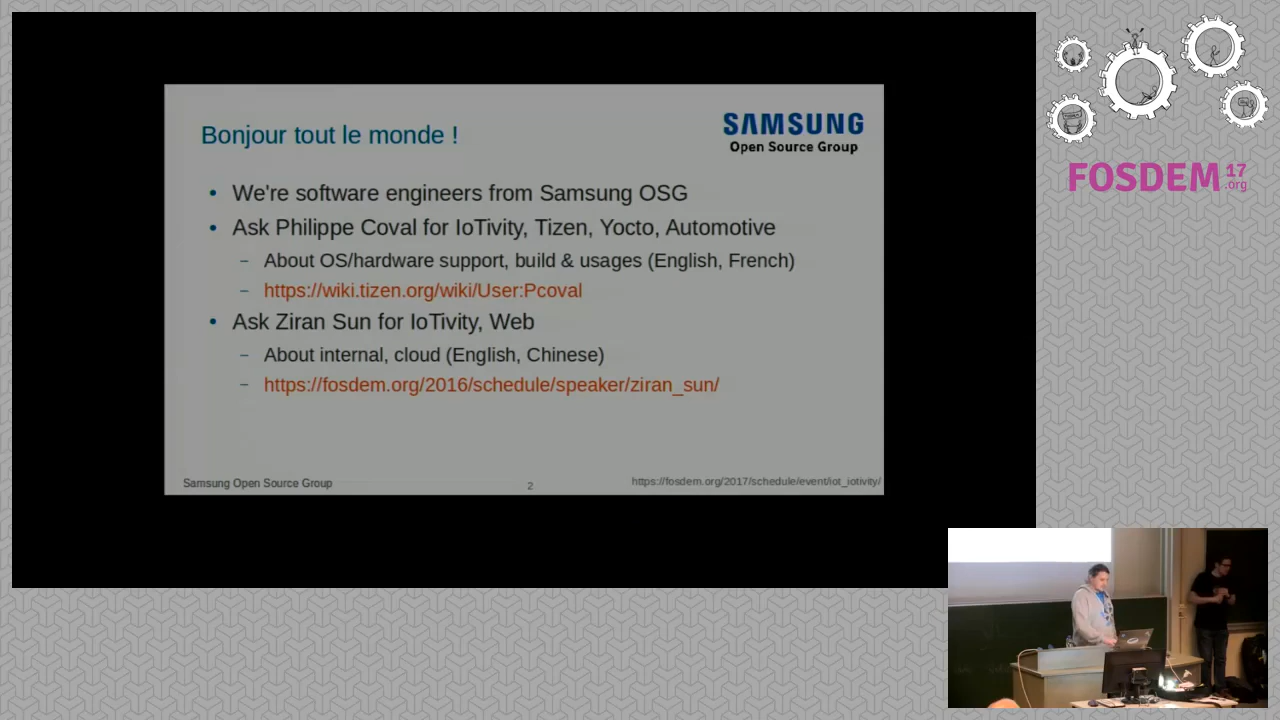 Bonjour tout le monde !
SAMSUNG
Open Source Group
• We're software engineers from Samsung OSG
• Ask Philippe Coval for IoTivity, Tizen, Yocto, Automotive
– About OS/hardware support, build & usages (English, French)
– https://wiki.tizen.org/wiki/User:Pcoval
• Ask Ziran Sun for IoTivity, Web
– About internal, cloud (English, Chinese)
– https://fosdem.org/2016/schedule/speaker/ziran_sun/
Samsung Open Source Group
2
https://fosdem.org/2017/schedule/event/iot_iotivity/
FOSDEM 17 .org